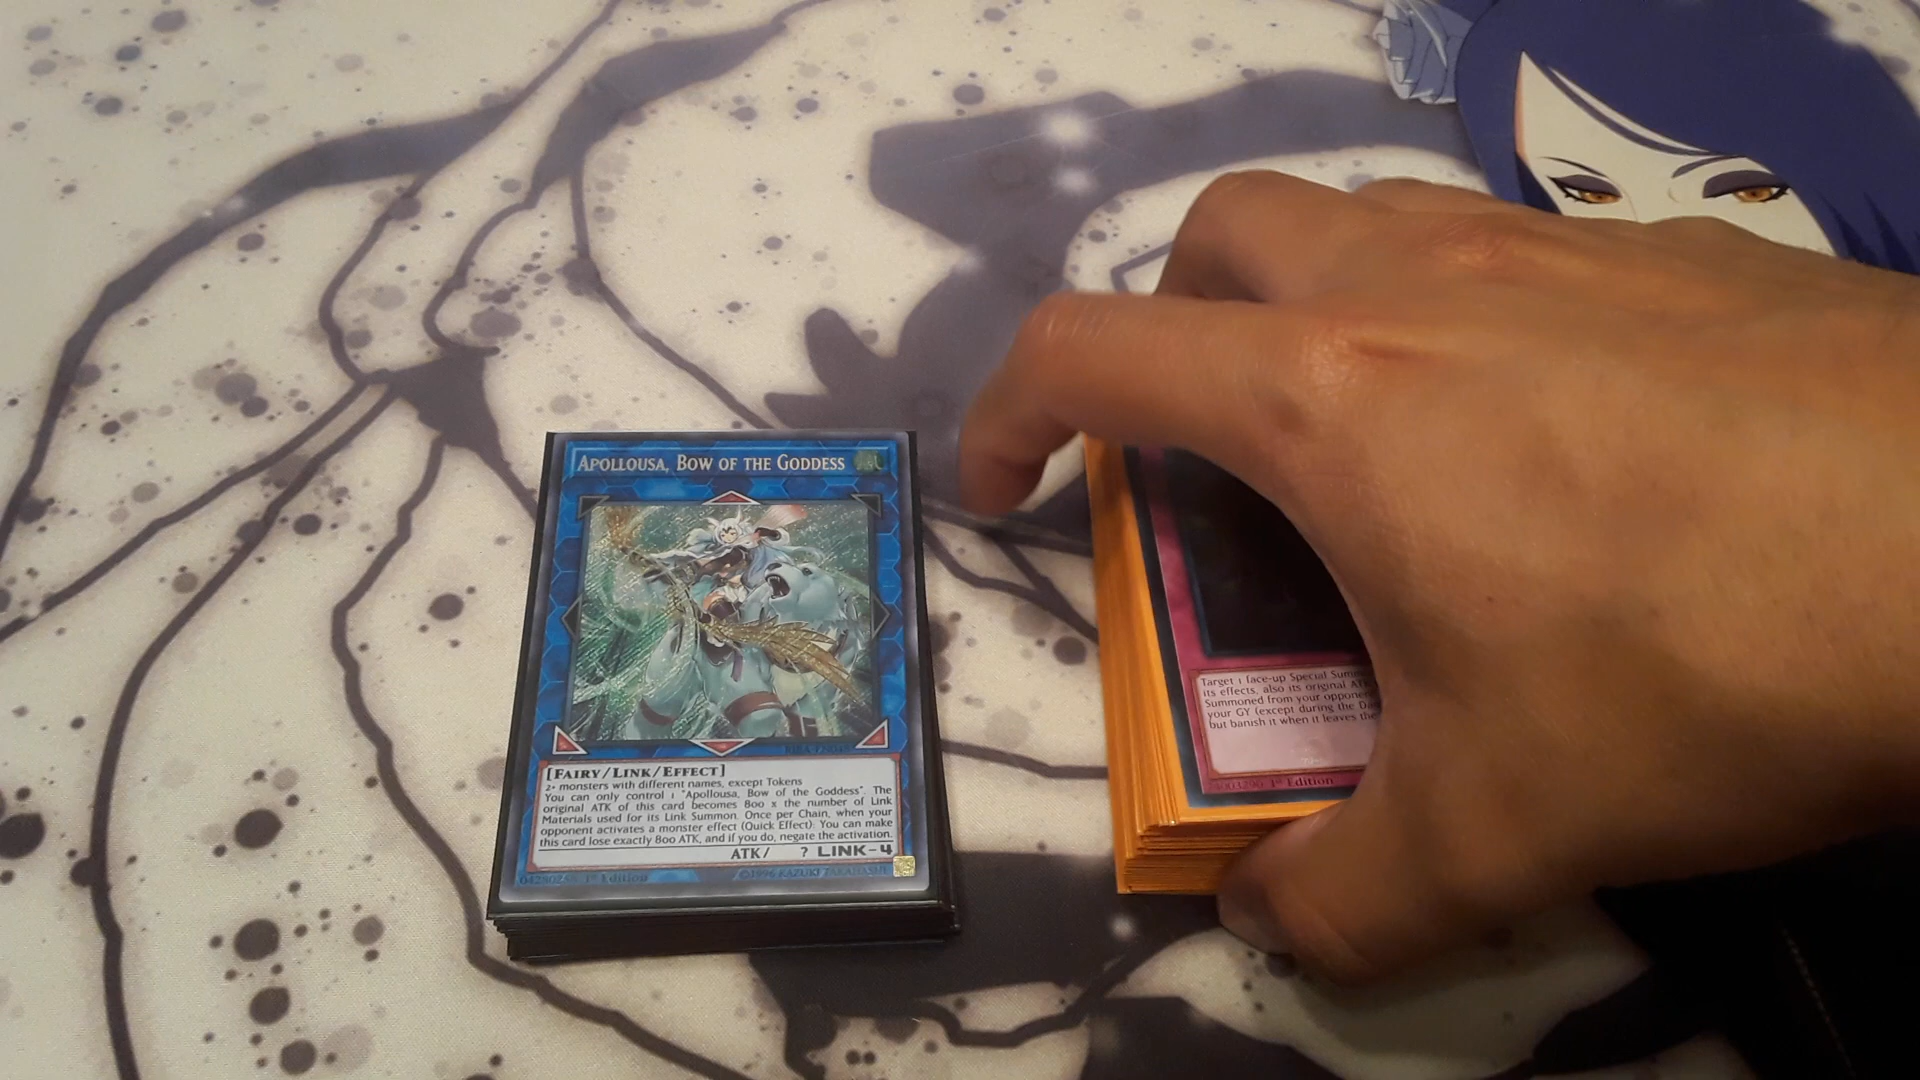 APOLLOUSA, BOW OF THE GODDESS
[FAIRY/LINK/EFFECT]
2+ monsters with different names, except Tokens
You can only control 1 "Apollousa, Bow of the Goddess". The
original ATK of this card becomes 800 x the number of Link
Materials used for its Link Summon. Once per Chain, when your
opponent activates a monster effect (Quick Effect): You can make
this card lose exactly 800 ATK, and if you do, negate the activation.
ATK/ ? LINK-4
1st Edition
©1996 KAZUKI TAKAHASHI
Target 1 face-up Special
its effects, also its original
Summoned from your
your GY (except during the
but banish it when it leaves the
1st Edition